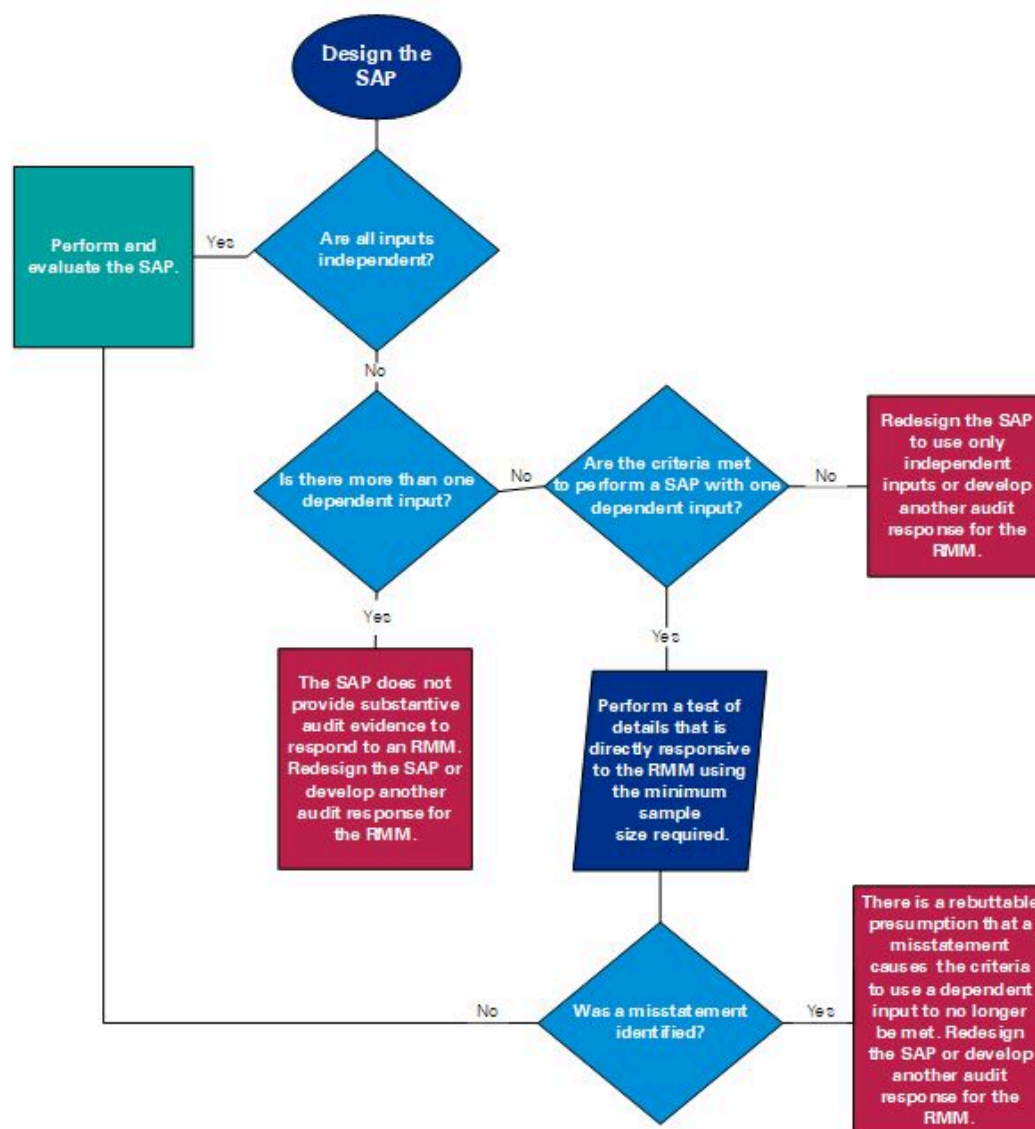 Design the
SAP
Are all inputs
independent?
Yes
Perform and
evaluate the SAP.
No
Is there more than one
dependent input?
No
Are the criteria met
to perform a SAP with one
dependent input?
No
Redesign the SAP
to use only
independent
inputs or develop
another audit
response for the
RMM.
Yes
The SAP does not
provide substantive
audit evidence to
respond to an RMM.
Redesign the SAP or
develop another
audit response for
the RMM.
Yes
Perform a test of
details that is
directly responsive
to the RMM using
the minimum
sample
size required.
Was a misstatement
identified?
No
Yes
There is a rebuttable
presumption that a
misstatement
causes the criteria
to use a dependent
input to no longer
be met. Redesign
the SAP or develop
another audit
response for the
RMM.